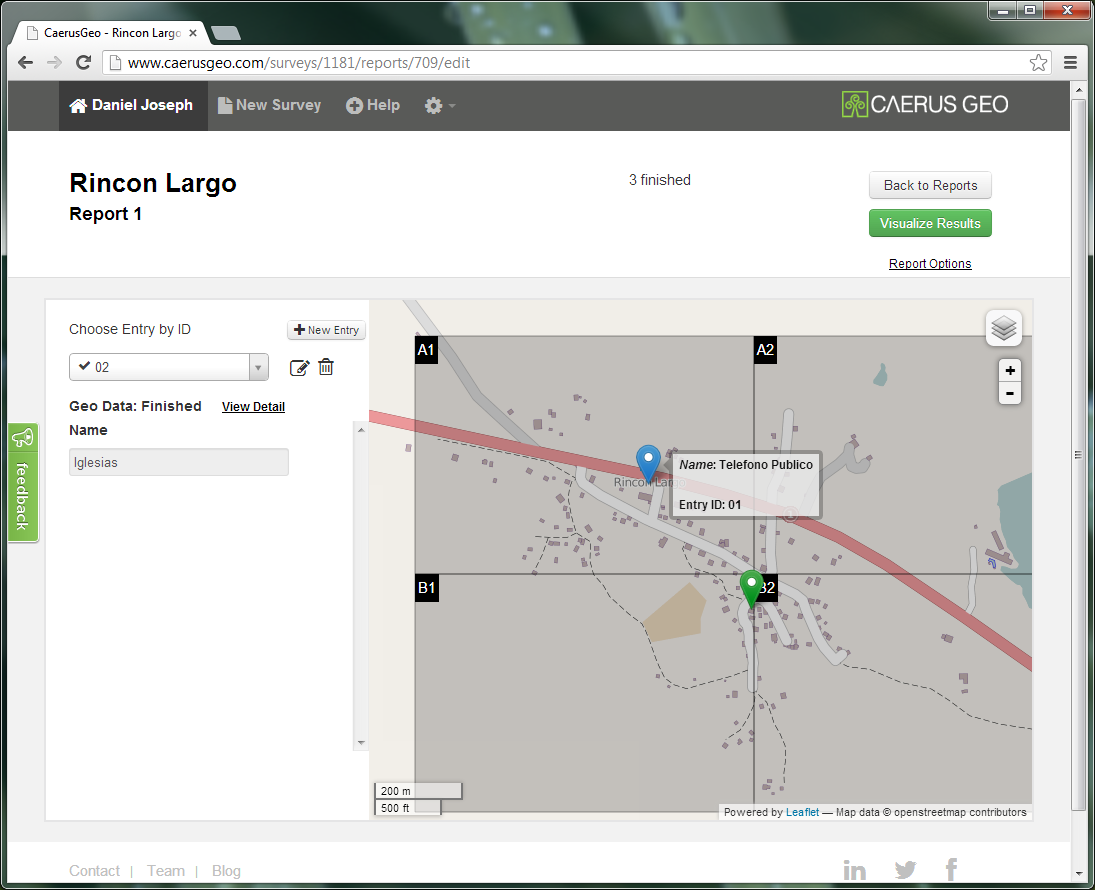 CaerusGeo - Rincon Largo
www.caerusgeo.com/surveys/1181/reports/709/edit
Daniel Joseph
New Survey
Help
CAERUS GEO
Rincon Largo
Report 1
3 finished
Back to Reports
Visualize Results
Report Options
Choose Entry by ID
New Entry
02
Geo Data: Finished
View Detail
Name
Iglesias
feedback
A1
A2
+
-
Rincon Largo
Name: Telefono Publico
Entry ID: 01
B1
B2
200 m
500 ft
Powered by Leaflet — Map data © openstreetmap contributors
Contact | Team | Blog